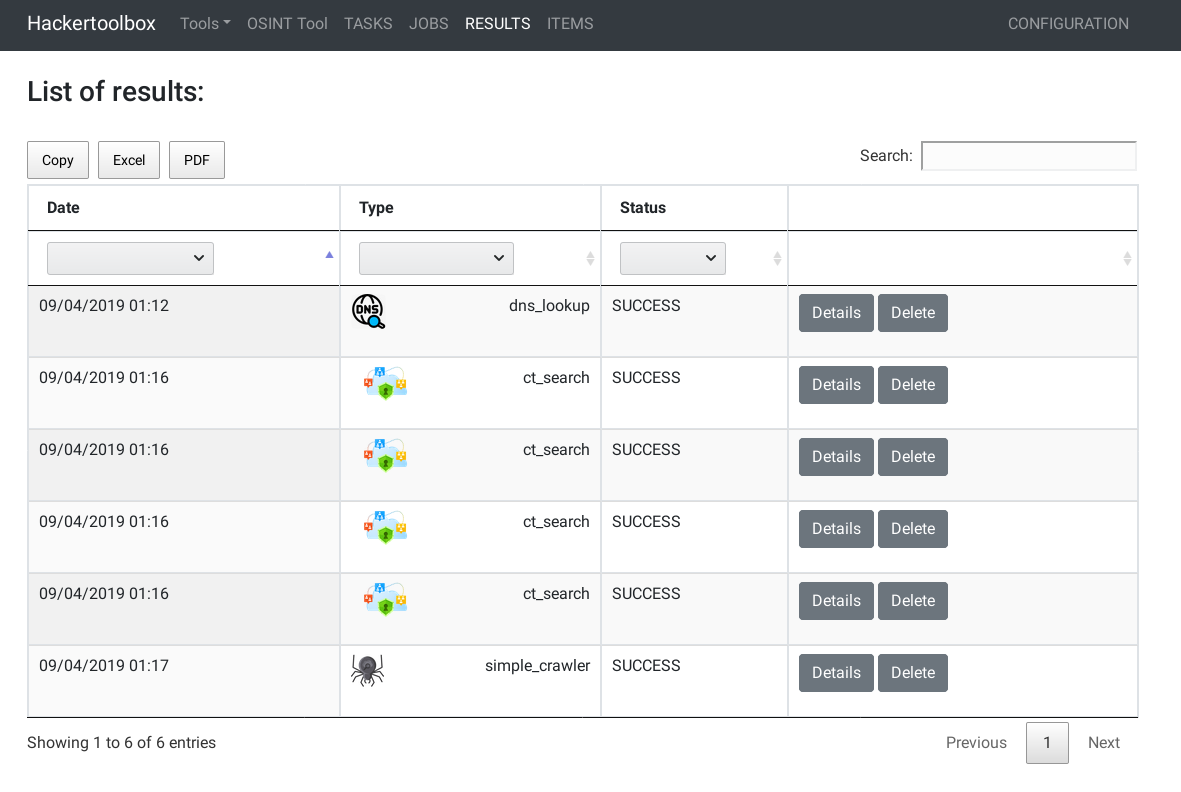 Hackertoolbox Tools OSINT Tool TASKS JOBS RESULTS ITEMS CONFIGURATION
List of results:
Copy Excel PDF Search:
Date Type Status
09/04/2019 01:12 DNS dns_lookup SUCCESS Details Delete
09/04/2019 01:16 ct_search SUCCESS Details Delete
09/04/2019 01:16 ct_search SUCCESS Details Delete
09/04/2019 01:16 ct_search SUCCESS Details Delete
09/04/2019 01:16 ct_search SUCCESS Details Delete
09/04/2019 01:17 simple_crawler SUCCESS Details Delete
Showing 1 to 6 of 6 entries Previous 1 Next